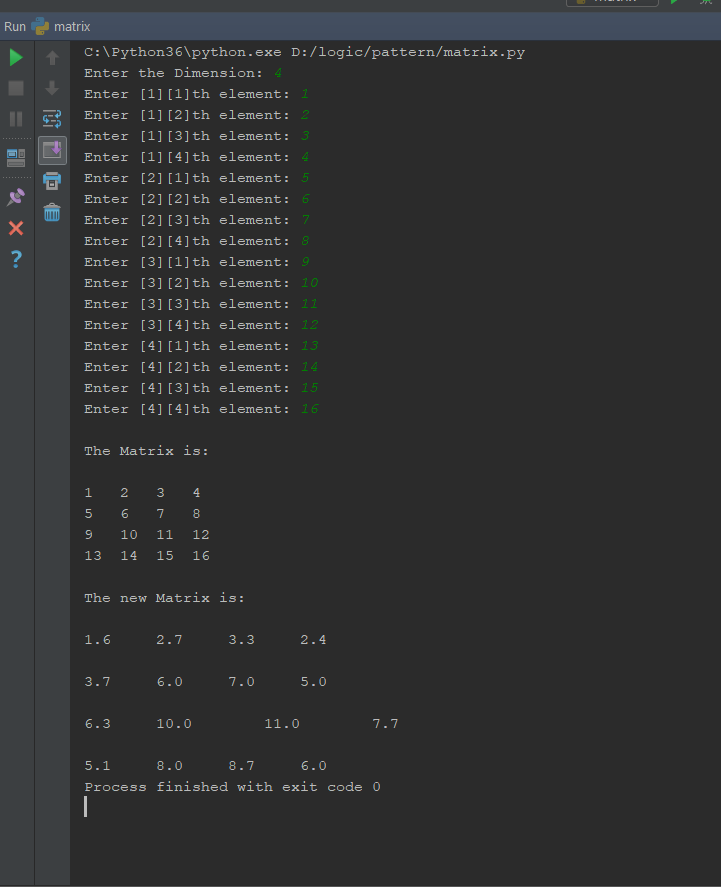 Run matrix
C:\Python36\python.exe D:/logic/pattern/matrix.py
Enter the Dimension: 4
Enter [1][1]th element: 1
Enter [1][2]th element: 2
Enter [1][3]th element: 3
Enter [1][4]th element: 4
Enter [2][1]th element: 5
Enter [2][2]th element: 6
Enter [2][3]th element: 7
Enter [2][4]th element: 8
Enter [3][1]th element: 9
Enter [3][2]th element: 10
Enter [3][3]th element: 11
Enter [3][4]th element: 12
Enter [4][1]th element: 13
Enter [4][2]th element: 14
Enter [4][3]th element: 15
Enter [4][4]th element: 16
The Matrix is:
1 2 3 4
5 6 7 8
9 10 11 12
13 14 15 16
The new Matrix is:
1.6 2.7 3.3 2.4
3.7 6.0 7.0 5.0
6.3 10.0 11.0 7.7
5.1 8.0 8.7 6.0
Process finished with exit code 0